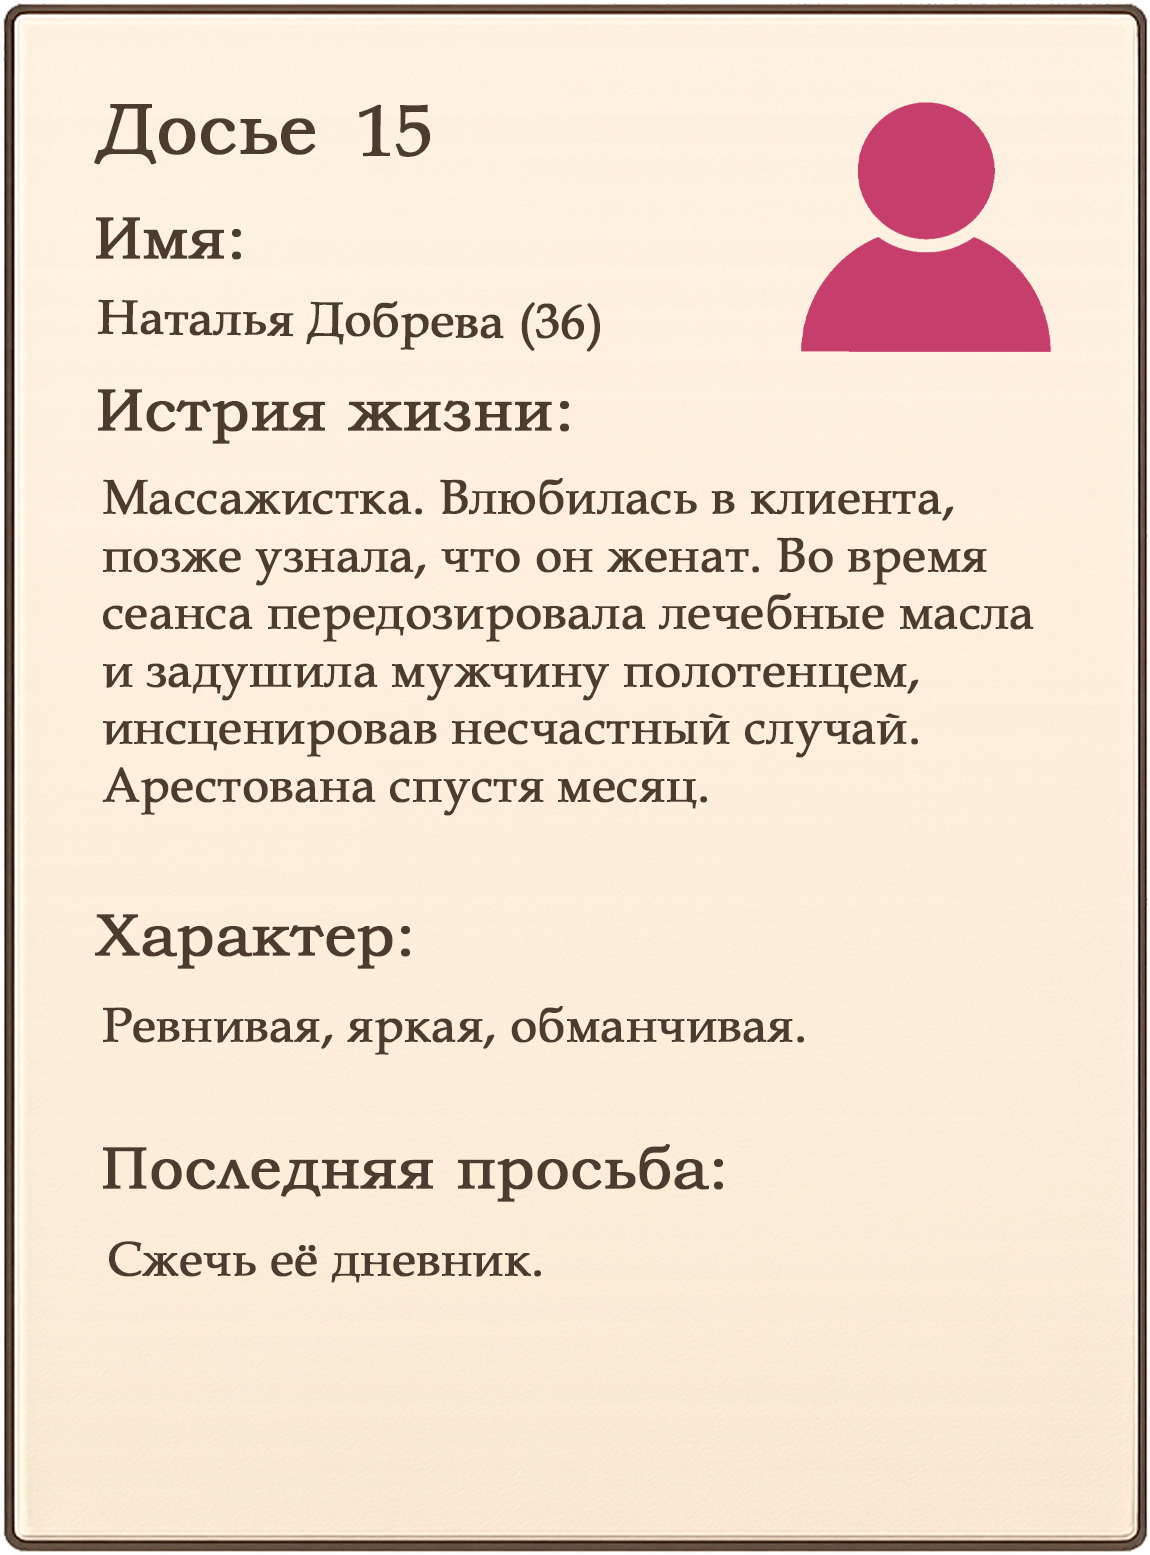 Досье 15
Имя:
Наталья Добрева (36)
Истрия жизни:
Массажистка. Влюбилась в клиента,
позже узнала, что он женат. Во время
сеанса передозировала лечебные масла
и задушила мужчину полотенцем,
инсценировав несчастный случай.
Арестована спустя месяц.
Характер:
Ревнивая, яркая, обманчивая.
Последняя просьба:
Сжечь её дневник.